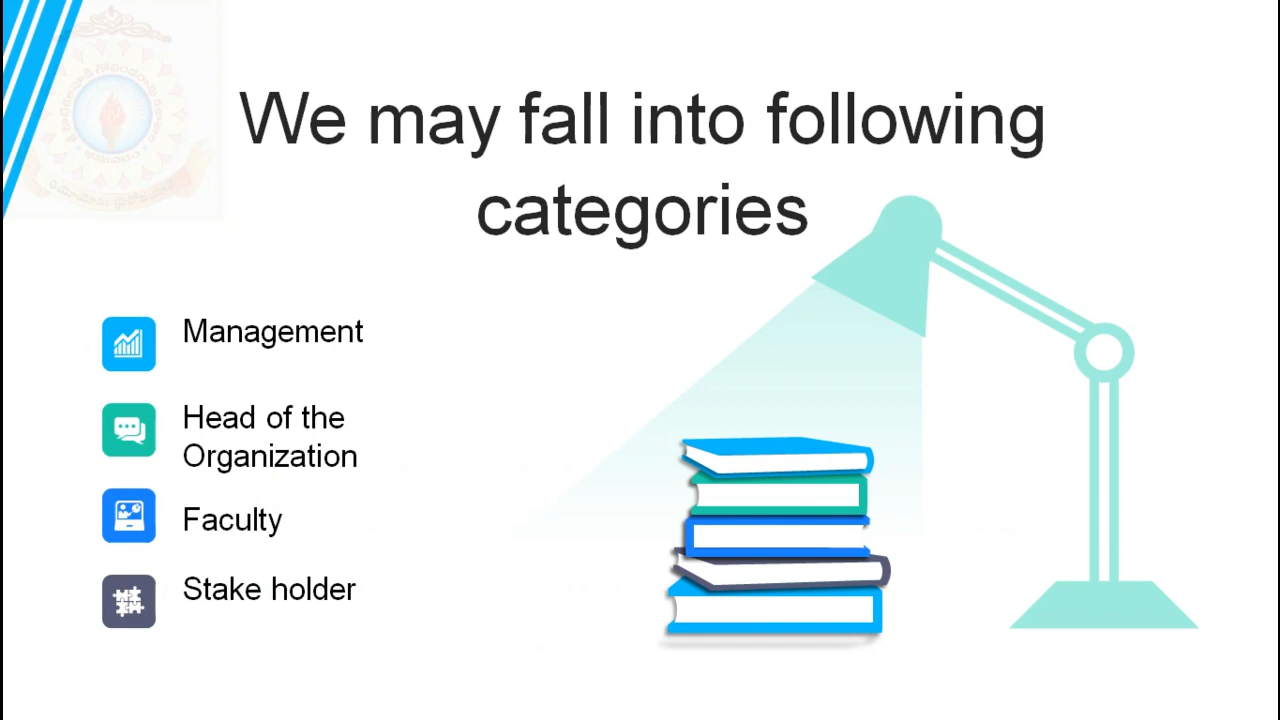 We may fall into following
categories
Management
Head of the
Organization
Faculty
Stake holder